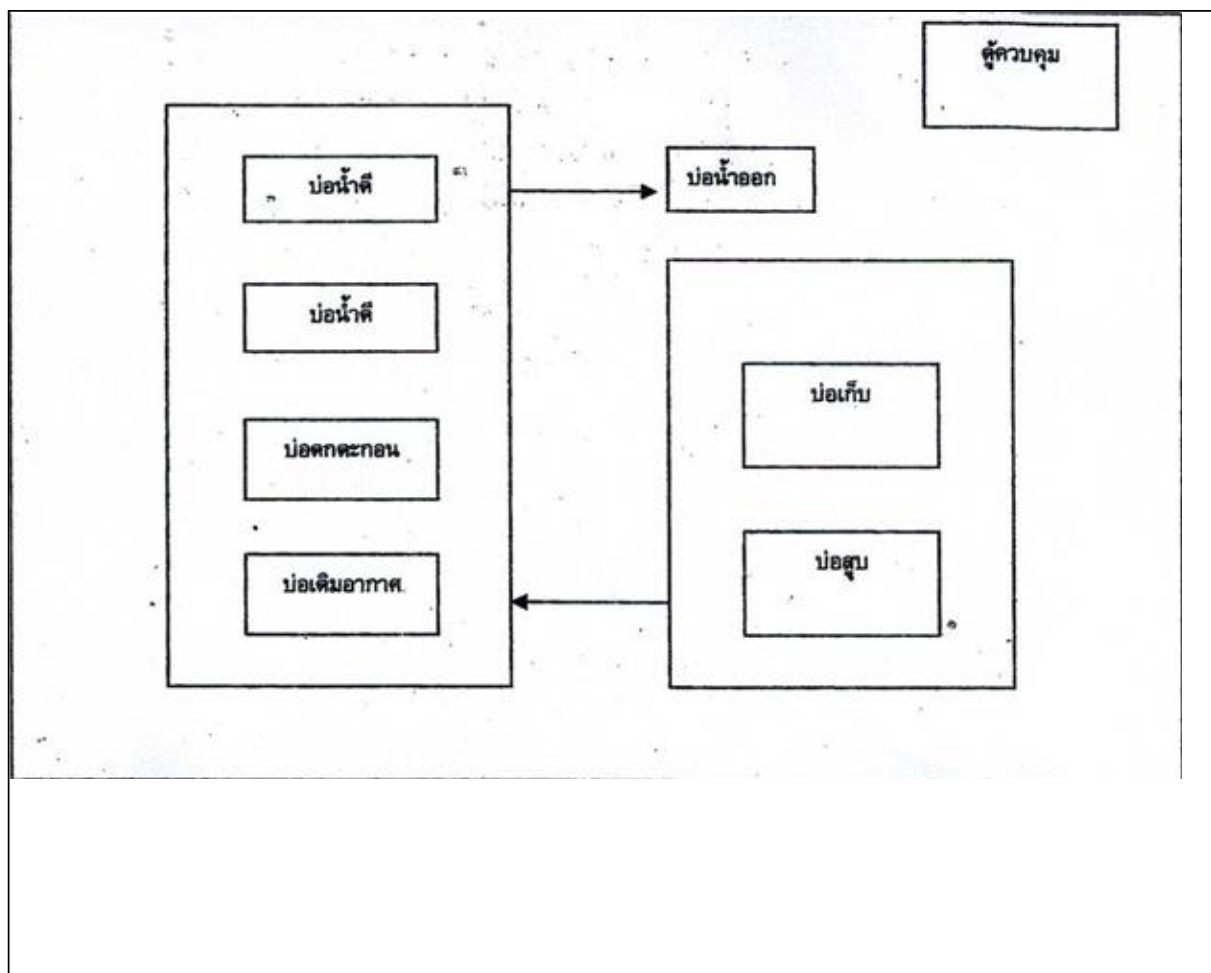 ตู้ควบคุม
บ่อน้ำดี
บ่อน้ำออก
บ่อน้ำดี
บ่อเก็บ
บ่อตกตะกอน
บ่อสูบ
บ่อเติมอากาศ